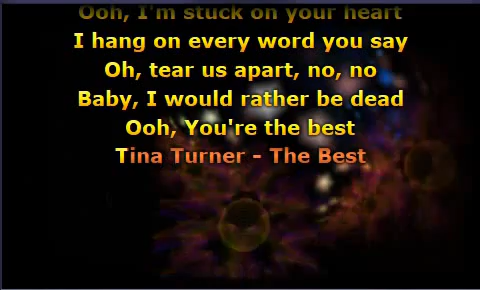 Ooh, I'm stuck on your heart
I hang on every word you say
Oh, tear us apart, no, no
Baby, I would rather be dead
Ooh, You're the best
Tina Turner - The Best